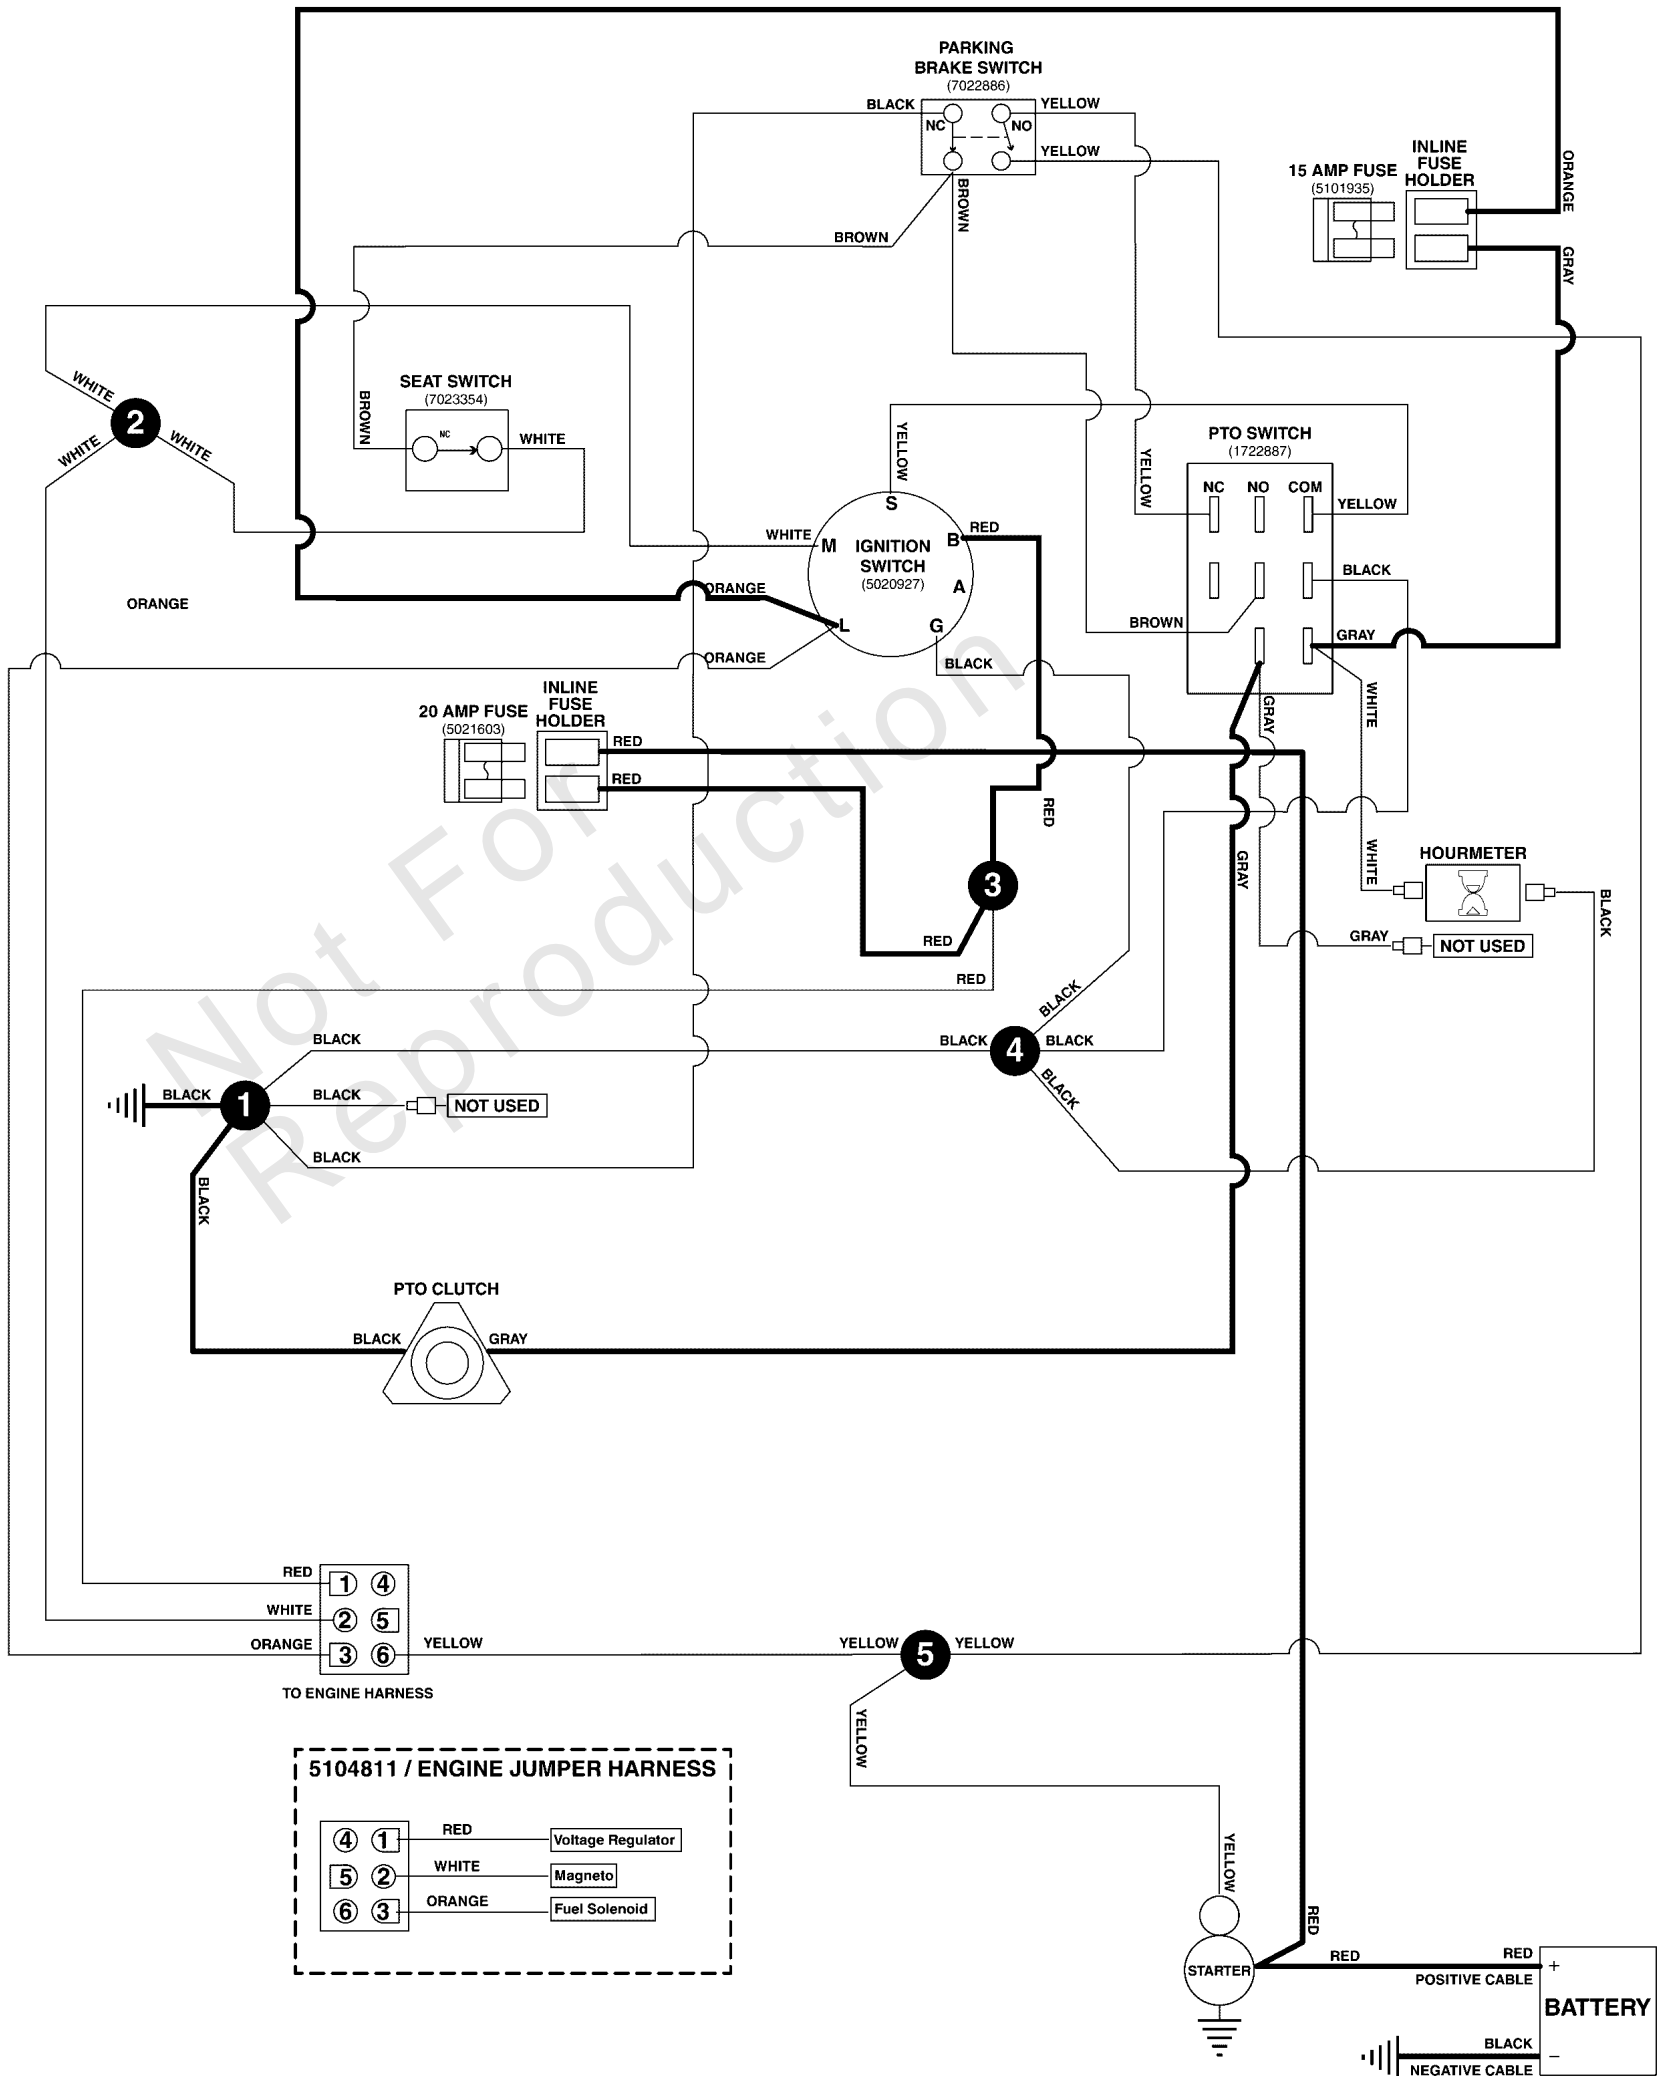 PARKING
BRAKE SWITCH
(7022886)
BLACK
YELLOW
NC
NO
YELLOW
BROWN
BROWN
15 AMP FUSE
(5101935)
INLINE
FUSE
HOLDER
ORANGE
GRAY
WHITE
2
WHITE
WHITE
SEAT SWITCH
(7023354)
BROWN
NC
WHITE
YELLOW
YELLOW
PTO SWITCH
(1722887)
NC
NO
COM
YELLOW
S
WHITE
M
IGNITION
SWITCH
(5020927)
B
RED
A
BLACK
ORANGE
ORANGE
L
G
BROWN
GRAY
ORANGE
BLACK
WHITE
GRAY
20 AMP FUSE
(5021603)
INLINE
FUSE
HOLDER
RED
RED
RED
GRAY
WHITE
HOURMETER
BLACK
3
RED
GRAY
NOT USED
RED
BLACK
BLACK
BLACK
4
BLACK
BLACK
BLACK
1
BLACK
NOT USED
BLACK
BLACK
Not For
Reproduction
PTO CLUTCH
BLACK
GRAY
RED
1
4
WHITE
2
5
ORANGE
3
6
YELLOW
YELLOW
5
YELLOW
TO ENGINE HARNESS
YELLOW
5104811 / ENGINE JUMPER HARNESS
4
1
RED
Voltage Regulator
5
2
WHITE
Magneto
6
3
ORANGE
Fuel Solenoid
YELLOW
RED
STARTER
RED
RED
+
POSITIVE CABLE
BATTERY
BLACK
−
NEGATIVE CABLE